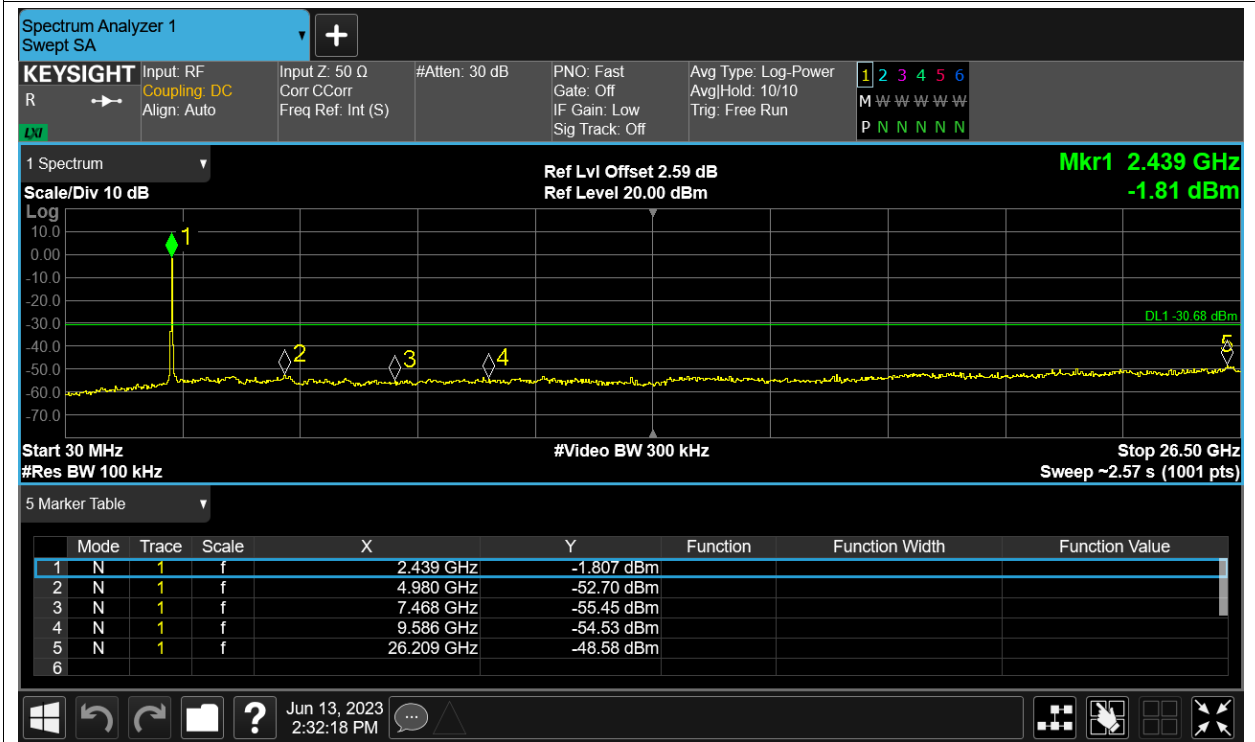 Spectrum Analyzer 1
Swept SA
+
KEYSIGHT Input: RF Input Z: 50 Ω #Atten: 30 dB PNO: Fast Avg Type: Log-Power 1 2 3 4 5 6
R Coupling: DC Corr CCorr Gate: Off Avg|Hold: 10/10 M W W W W W
Align: Auto Freq Ref: Int (S) IF Gain: Low Trig: Free Run
LXI Sig Track: Off P N N N N N
1 Spectrum Ref Lvl Offset 2.59 dB Mkr1 2.439 GHz
Scale/Div 10 dB Ref Level 20.00 dBm -1.81 dBm
Log
10.0 1
0.00
-10.0
-20.0
-30.0 DL1 -30.68 dBm
-40.0 2 3 4 5
-50.0
-60.0
-70.0
Start 30 MHz #Video BW 300 kHz Stop 26.50 GHz
#Res BW 100 kHz Sweep ~2.57 s (1001 pts)
5 Marker Table
Mode Trace Scale X Y Function Function Width Function Value
1 N 1 f 2.439 GHz -1.807 dBm
2 N 1 f 4.980 GHz -52.70 dBm
3 N 1 f 7.468 GHz -55.45 dBm
4 N 1 f 9.586 GHz -54.53 dBm
5 N 1 f 26.209 GHz -48.58 dBm
6
? Jun 13, 2023
2:32:18 PM